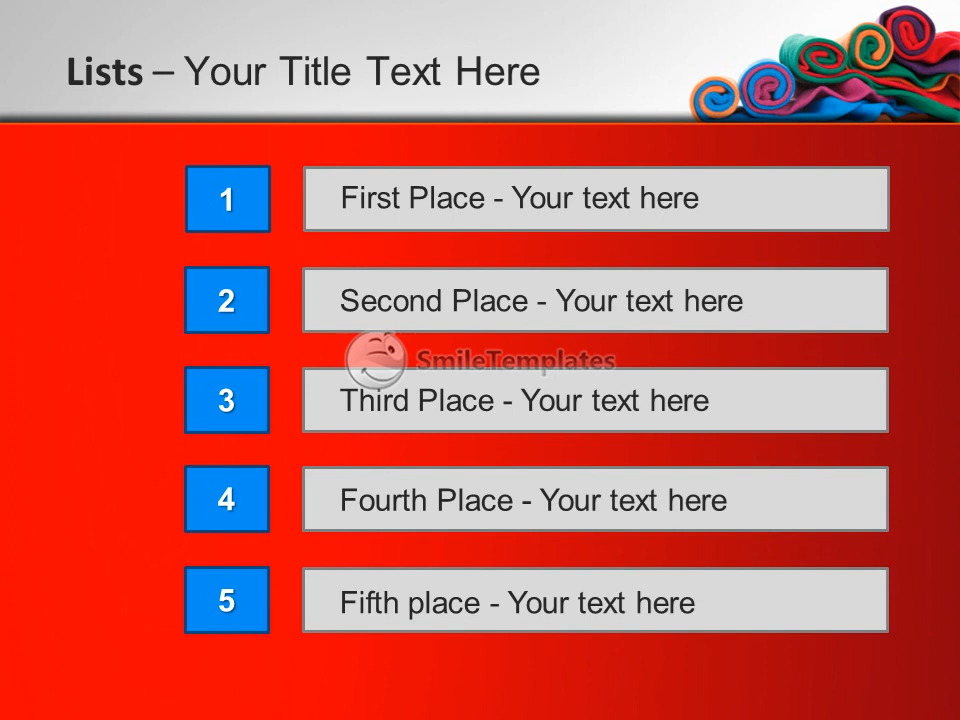 Lists – Your Title Text Here
1 First Place - Your text here
2 Second Place - Your text here
SmileTemplates
3 Third Place - Your text here
4 Fourth Place - Your text here
5 Fifth place - Your text here